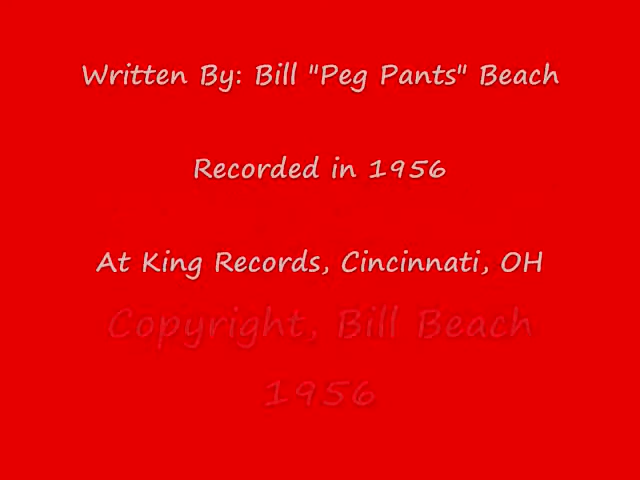 Written By: Bill "Peg Pants" Beach
Recorded in 1956
At King Records, Cincinnati, OH
Copyright, Bill Beach
1956